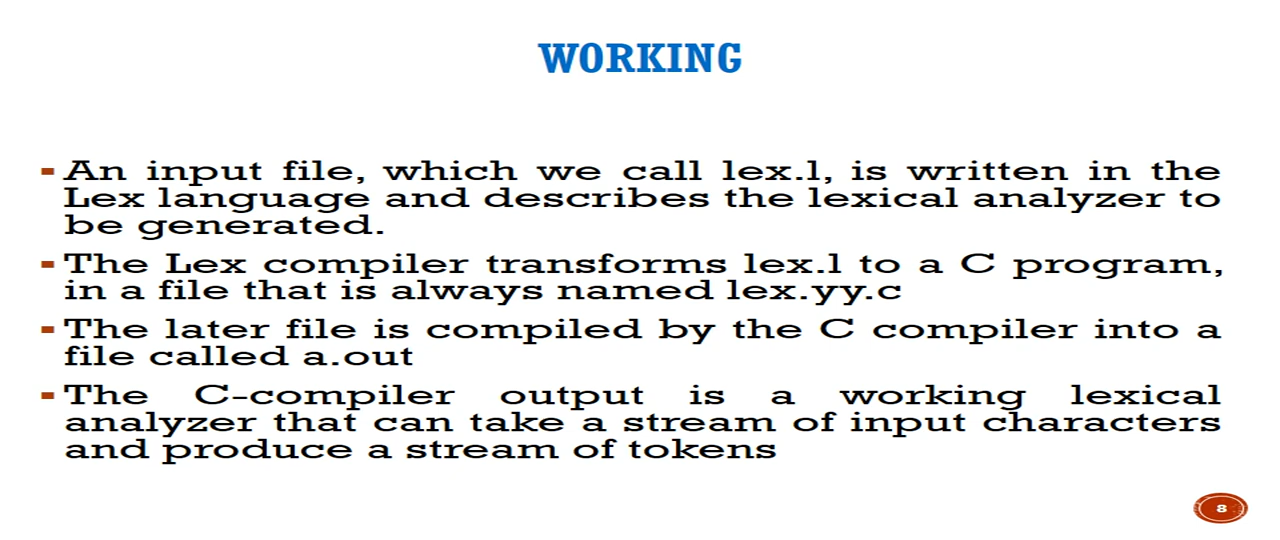 WORKING
An input file, which we call lex.l, is written in the
Lex language and describes the lexical analyzer to
be generated.
The Lex compiler transforms lex.l to a C program,
in a file that is always named lex.yy.c
The later file is compiled by the C compiler into a
file called a.out
The C-compiler output is a working lexical
analyzer that can take a stream of input characters
and produce a stream of tokens
8